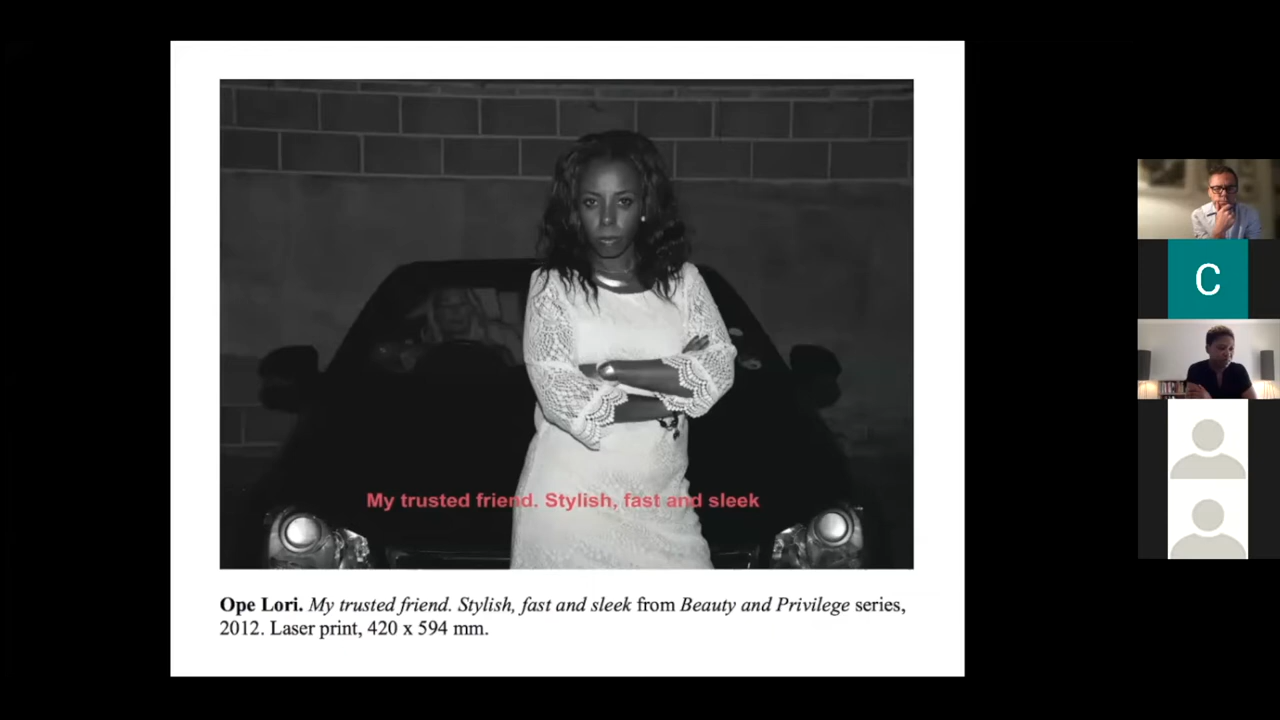 My trusted friend. Stylish, fast and sleek
Ope Lori. My trusted friend. Stylish, fast and sleek from Beauty and Privilege series,
2012. Laser print, 420 x 594 mm.
C